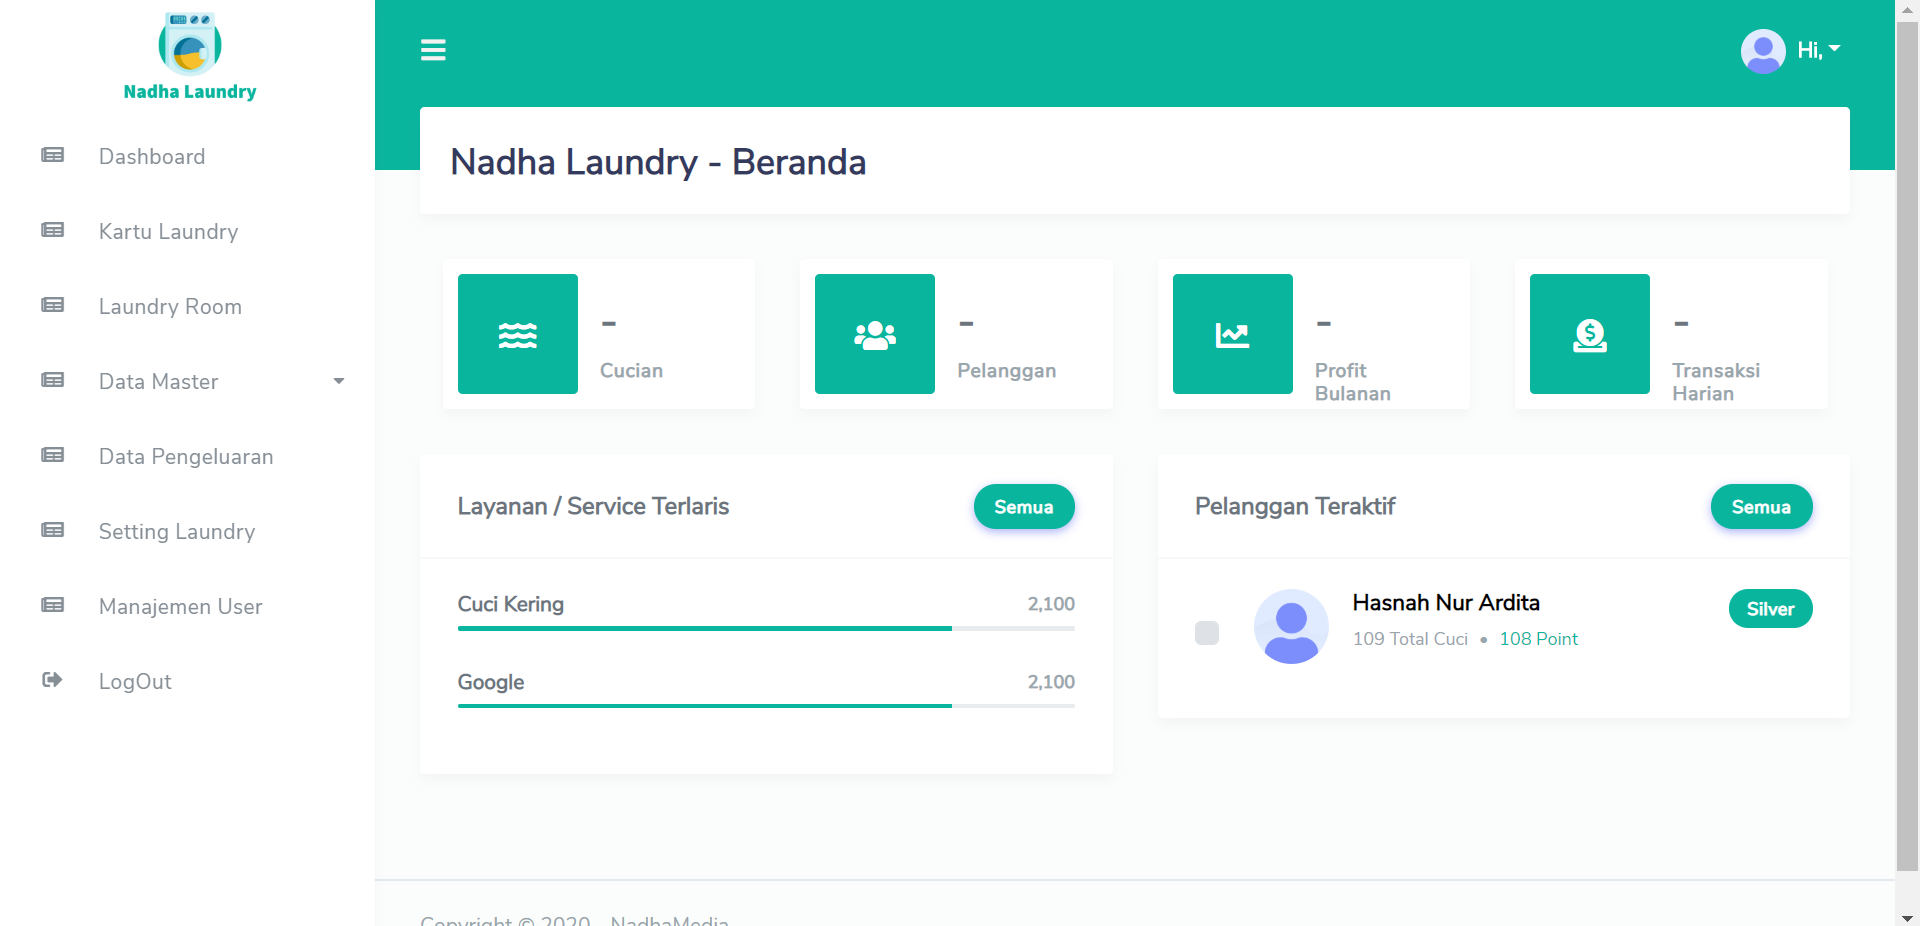 Nadha Laundry
Dashboard
Kartu Laundry
Laundry Room
Data Master
Data Pengeluaran
Setting Laundry
Manajemen User
LogOut
Hi,
Nadha Laundry - Beranda
-
Cucian
-
Pelanggan
-
Profit
Bulanan
-
Transaksi
Harian
Layanan / Service Terlaris
Semua
Cuci Kering
2,100
Google
2,100
Pelanggan Teraktif
Semua
Hasnah Nur Ardita
109 Total Cuci • 108 Point
Silver
Copyright © 2020 NadhaMedia